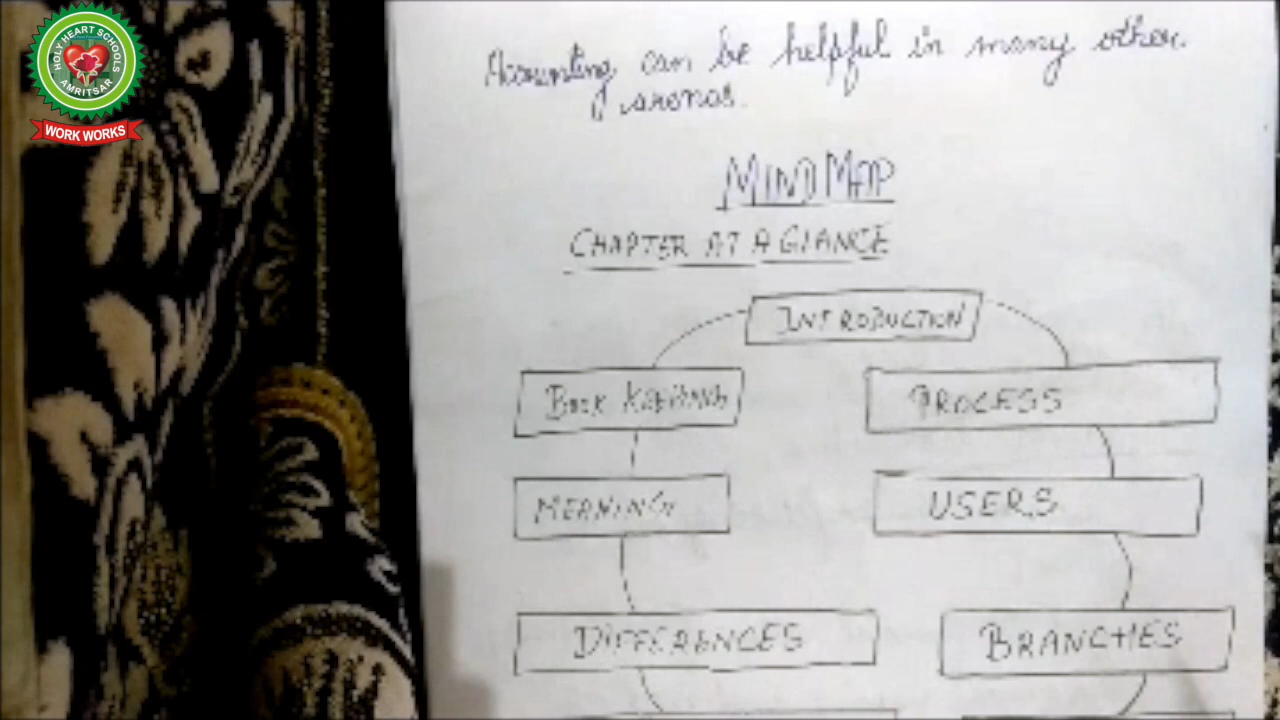 HOLY HEART SCHOOLS
AMRITSAR
WORK WORKS
Accounting can be helpful in many other
arenas.
MIND MAP
CHAPTER AT A GLANCE
INTRODUCTION
BOOK KEEPING
PROCESS
MEANING
USERS
DIFFERENCES
BRANCHES